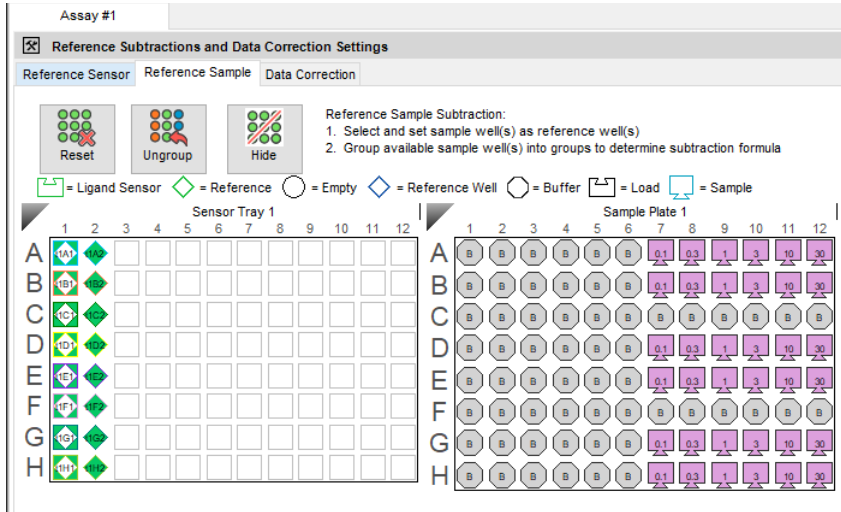 Assay #1
Reference Subtractions and Data Correction Settings
Reference Sensor Reference Sample Data Correction
Reset Ungroup Hide
Reference Sample Subtraction:
1. Select and set sample well(s) as reference well(s)
2. Group available sample well(s) into groups to determine subtraction formula
= Ligand Sensor = Reference = Empty = Reference Well = Buffer = Load = Sample
Sensor Tray 1 Sample Plate 1
1 2 3 4 5 6 7 8 9 10 11 12 1 2 3 4 5 6 7 8 9 10 11 12
A 1A1 1A2 A B B B B B B 0.1 0.3 1 3 10 30
B 1B1 1B2 B B B B B B B 0.1 0.3 1 3 10 30
C 1C1 1C2 C B B B B B B B B B B B B
D 1D1 1D2 D B B B B B B 0.1 0.3 1 3 10 30
E 1E1 1E2 E B B B B B B 0.1 0.3 1 3 10 30
F 1F1 1F2 F B B B B B B B B B B B B
G 1G1 1G2 G B B B B B B 0.1 0.3 1 3 10 30
H 1H1 1H2 H B B B B B B 0.1 0.3 1 3 10 30